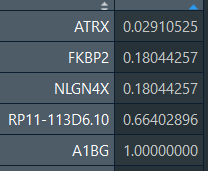 ATRX 0.02910525
FKBP2 0.18044257
NLGN4X 0.18044257
RP11-113D6.10 0.66402896
A1BG 1.00000000